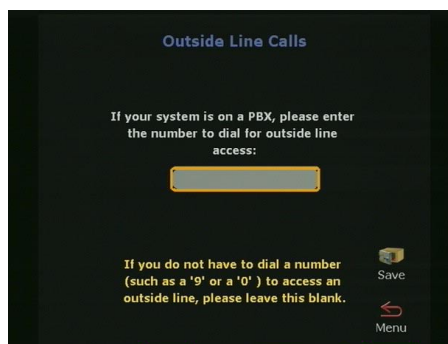 Outside Line Calls
If your system is on a PBX, please enter
the number to dial for outside line
access:
If you do not have to dial a number
(such as a '9' or a '0' ) to access an
outside line, please leave this blank.
Save
Menu